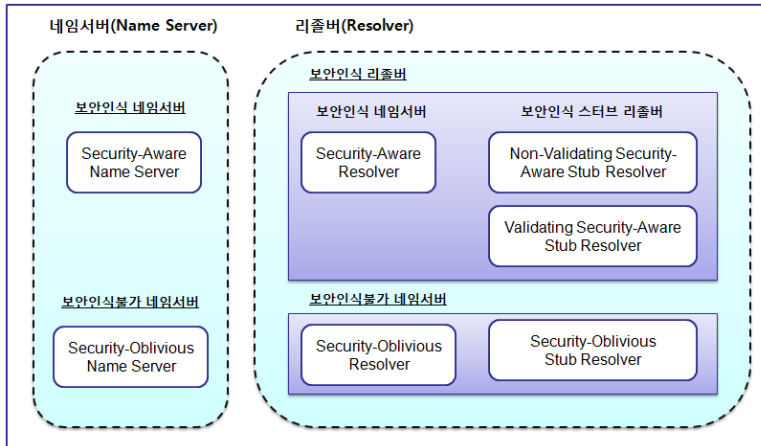 네임서버(Name Server)
리졸버(Resolver)
보안인식 네임서버
Security-Aware
Name Server
보안인식불가 네임서버
Security-Oblivious
Name Server
보안인식 리졸버
보안인식 네임서버
Security-Aware
Resolver
보안인식 스터브 리졸버
Non-Validating Security-
Aware Stub Resolver
Validating Security-Aware
Stub Resolver
보안인식불가 네임서버
Security-Oblivious
Resolver
Security-Oblivious
Stub Resolver